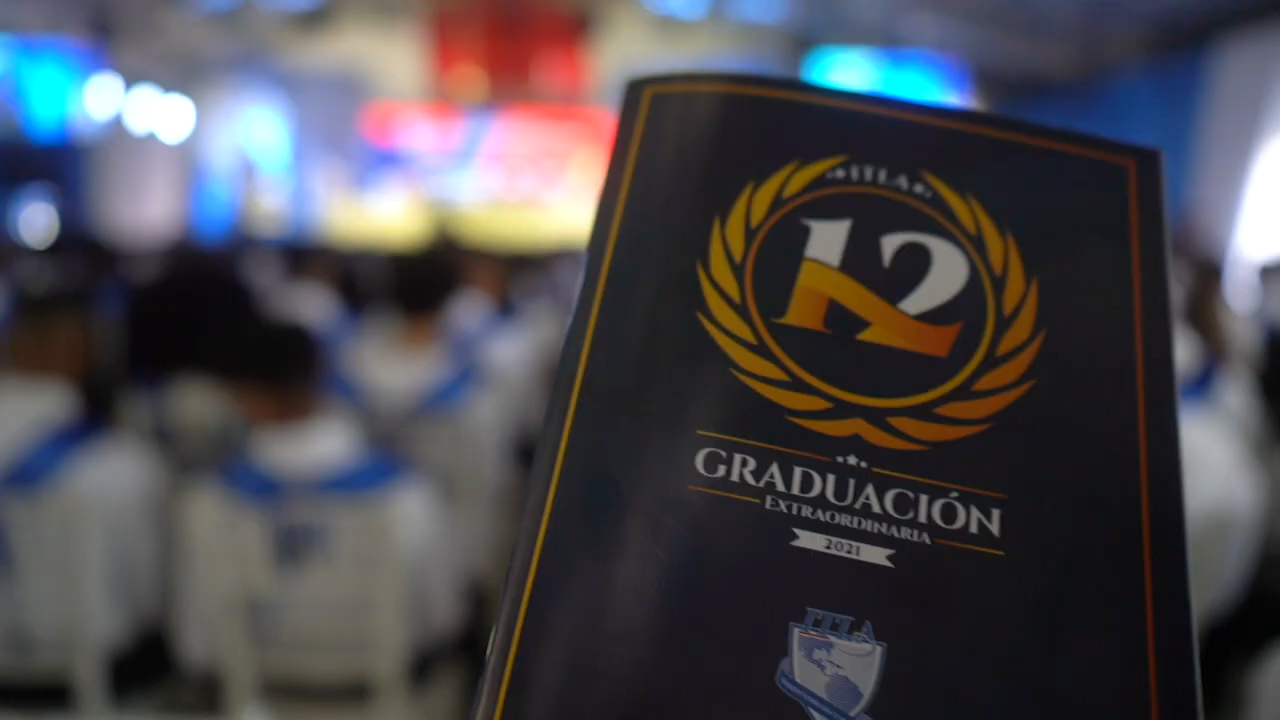 ITLA
12
GRADUACIÓN
EXTRAORDINARIA
2021
ITLA